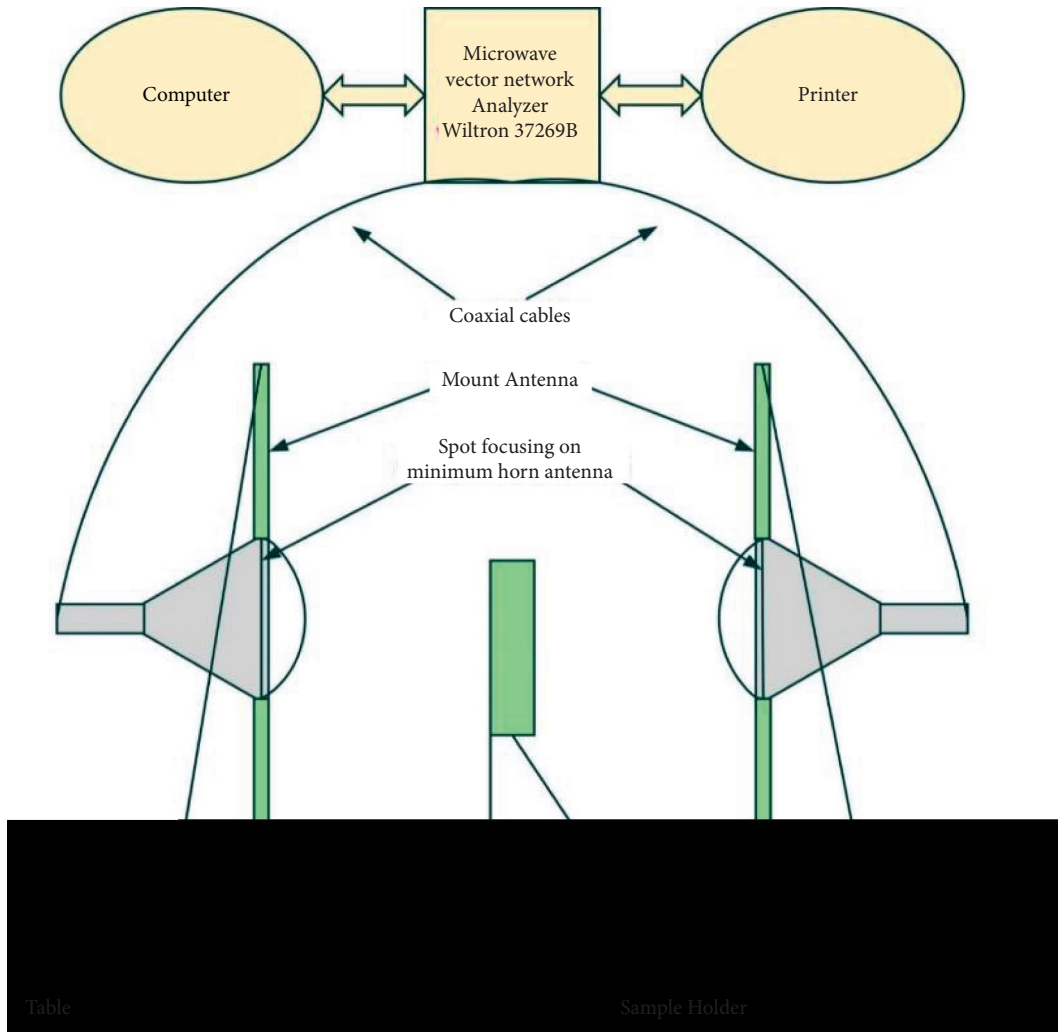 Computer
Microwave
vector network
Analyzer
Wiltron 37269B
Printer
Coaxial cables
Mount Antenna
Spot focusing on
minimum horn antenna
Table
Sample Holder